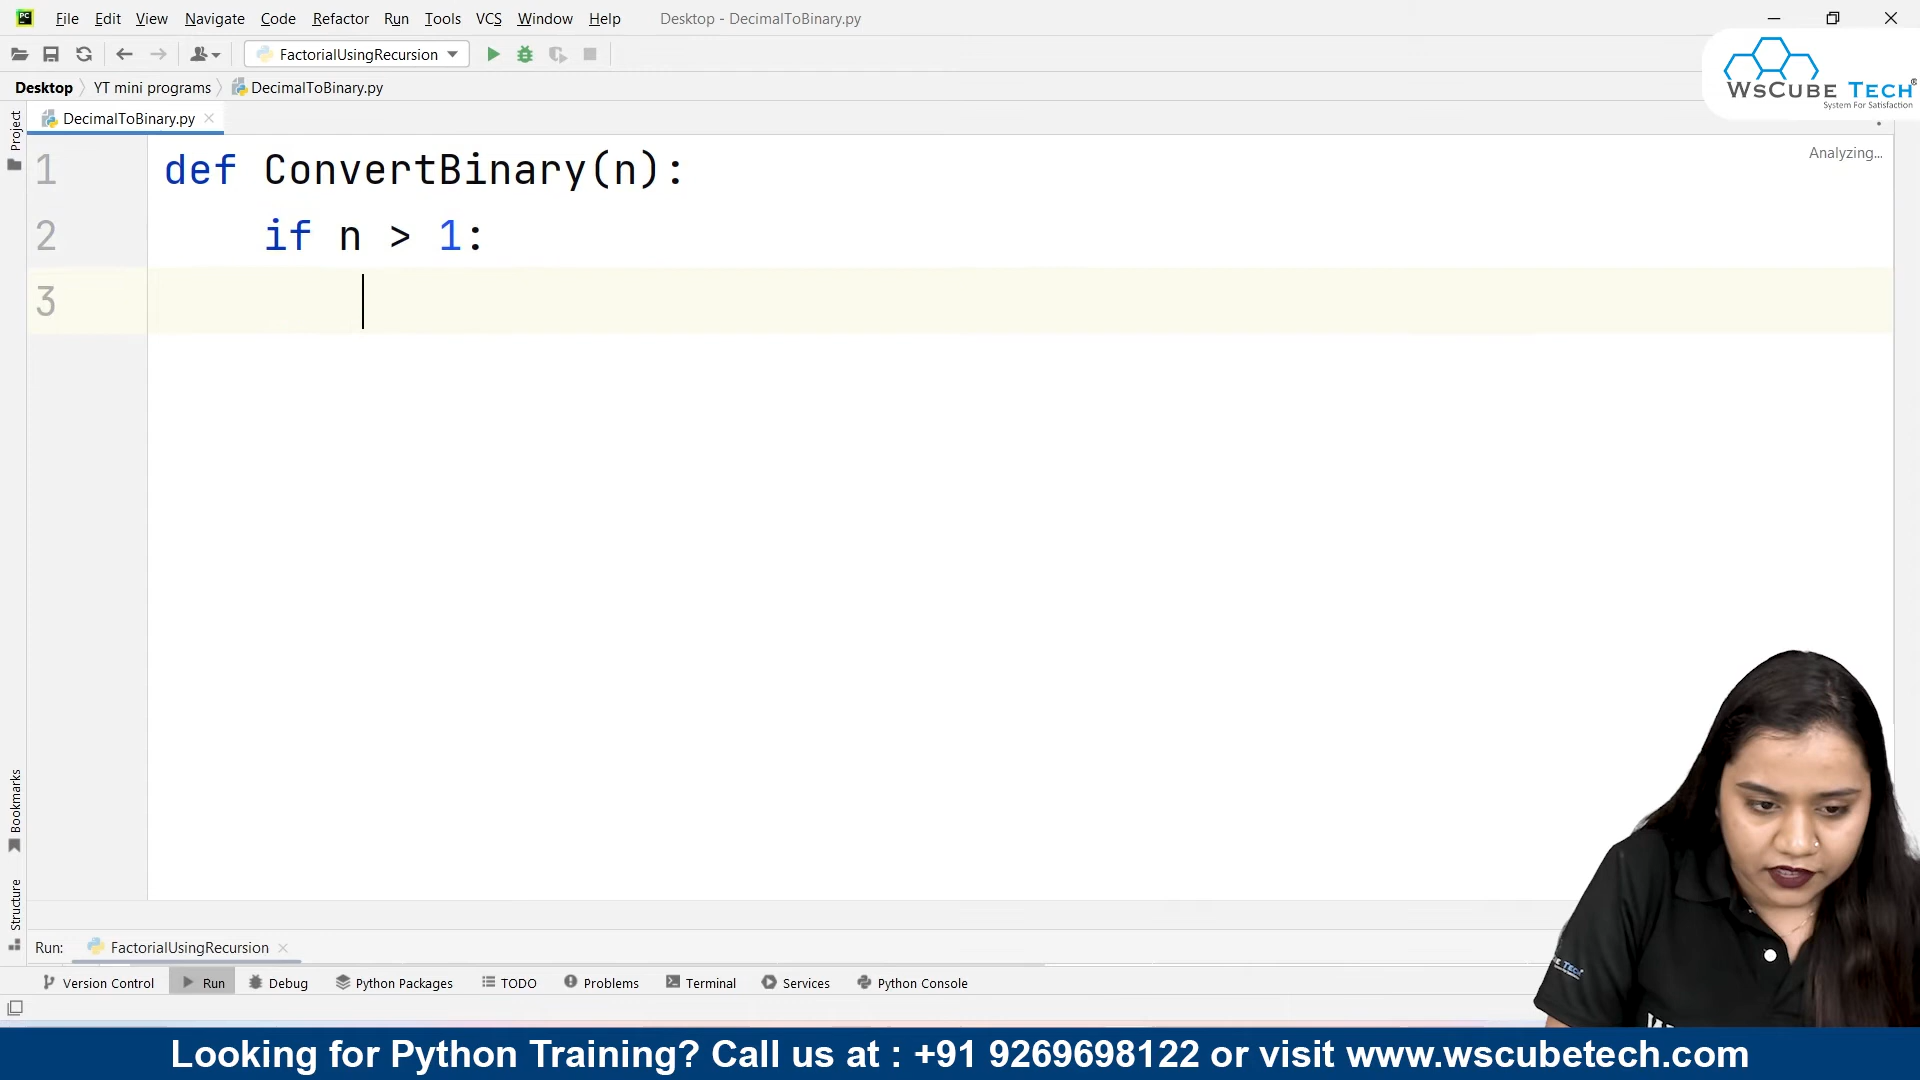 File Edit View Navigate Code Refactor Run Tools VCS Window Help Desktop - DecimalToBinary.py
FactorialUsingRecursion
Desktop YT mini programs DecimalToBinary.py
WsCube Tech®
System For Satisfaction
DecimalToBinary.py
Project
Analyzing...
1 def ConvertBinary(n):
2 if n > 1:
3
Bookmarks
Structure
Run: FactorialUsingRecursion
Version Control Run Debug Python Packages TODO Problems Terminal Services Python Console
Looking for Python Training? Call us at : +91 9269698122 or visit www.wscubetech.com